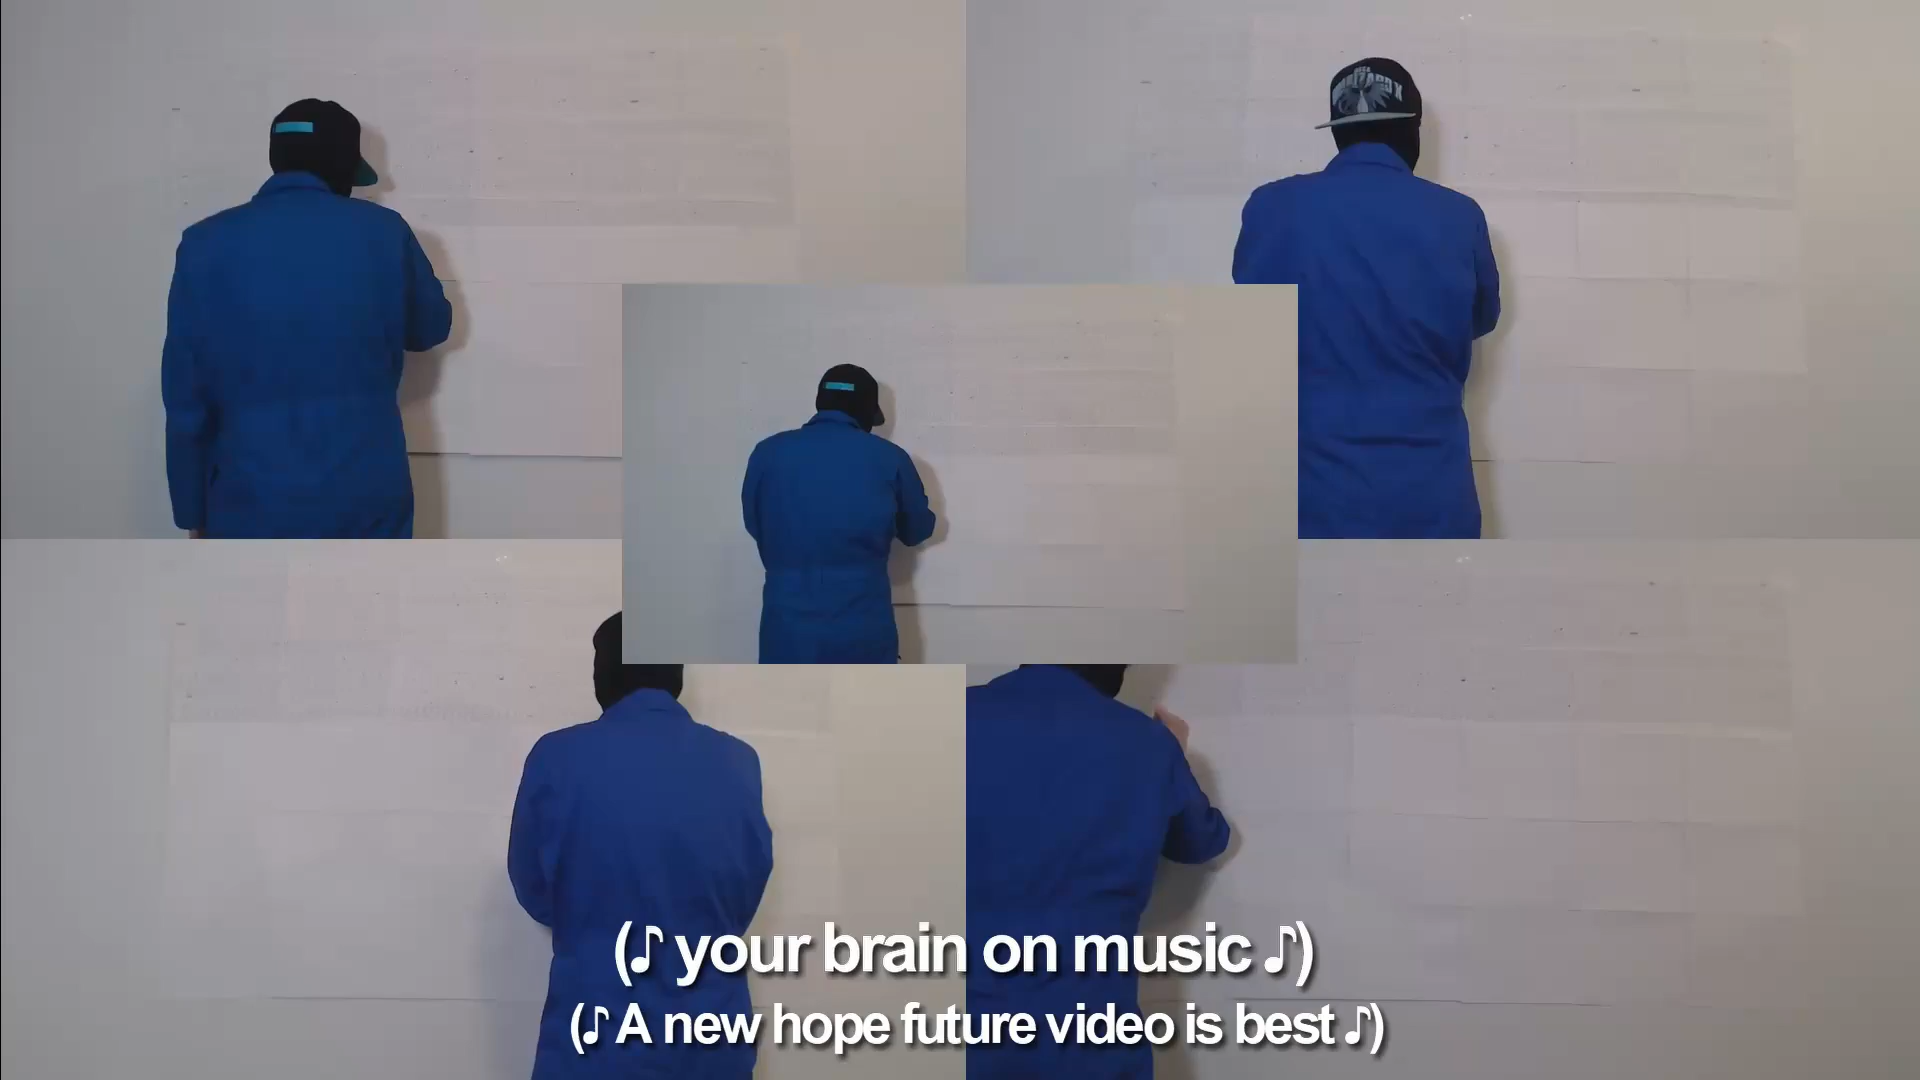 (♪ your brain on music ♪)
(♪ A new hope future video is best ♪)